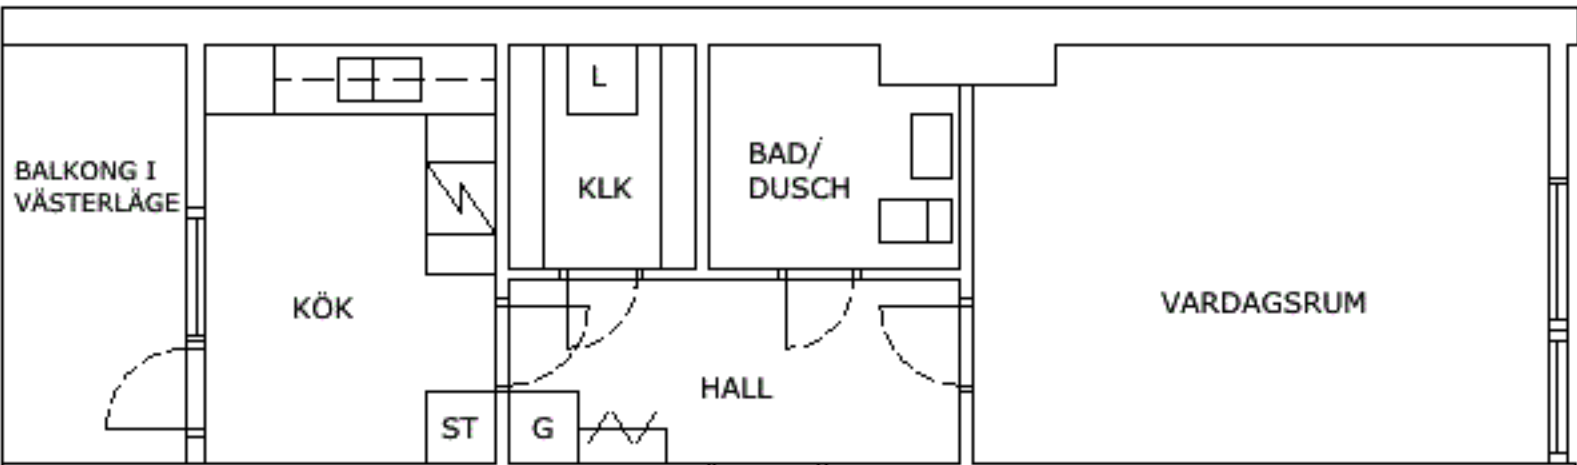 BALKONG I
VÄSTERLÄGE
KÖK
ST
L
KLK
BAD/
DUSCH
HALL
G
VARDAGSRUM